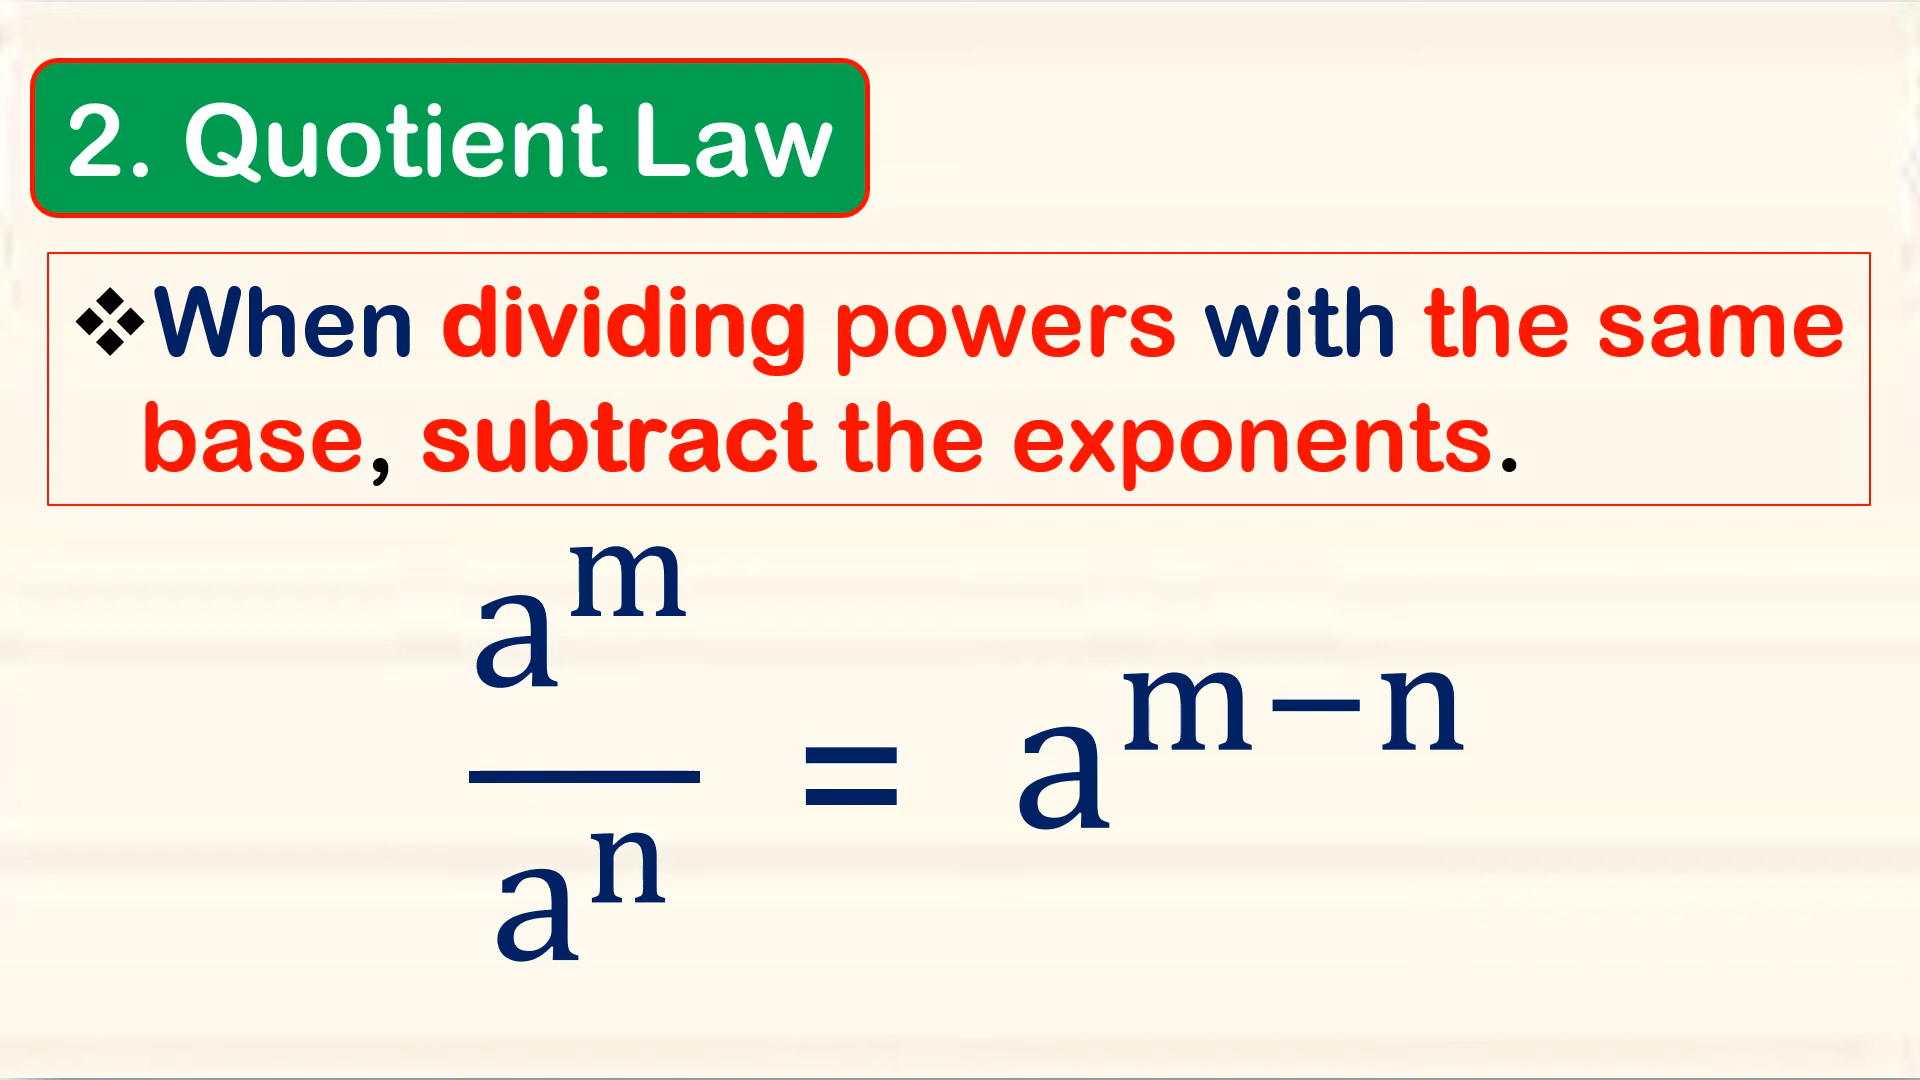 2. Quotient Law
❖When dividing powers with the same
base, subtract the exponents.
a^m / a^n = a^(m−n)